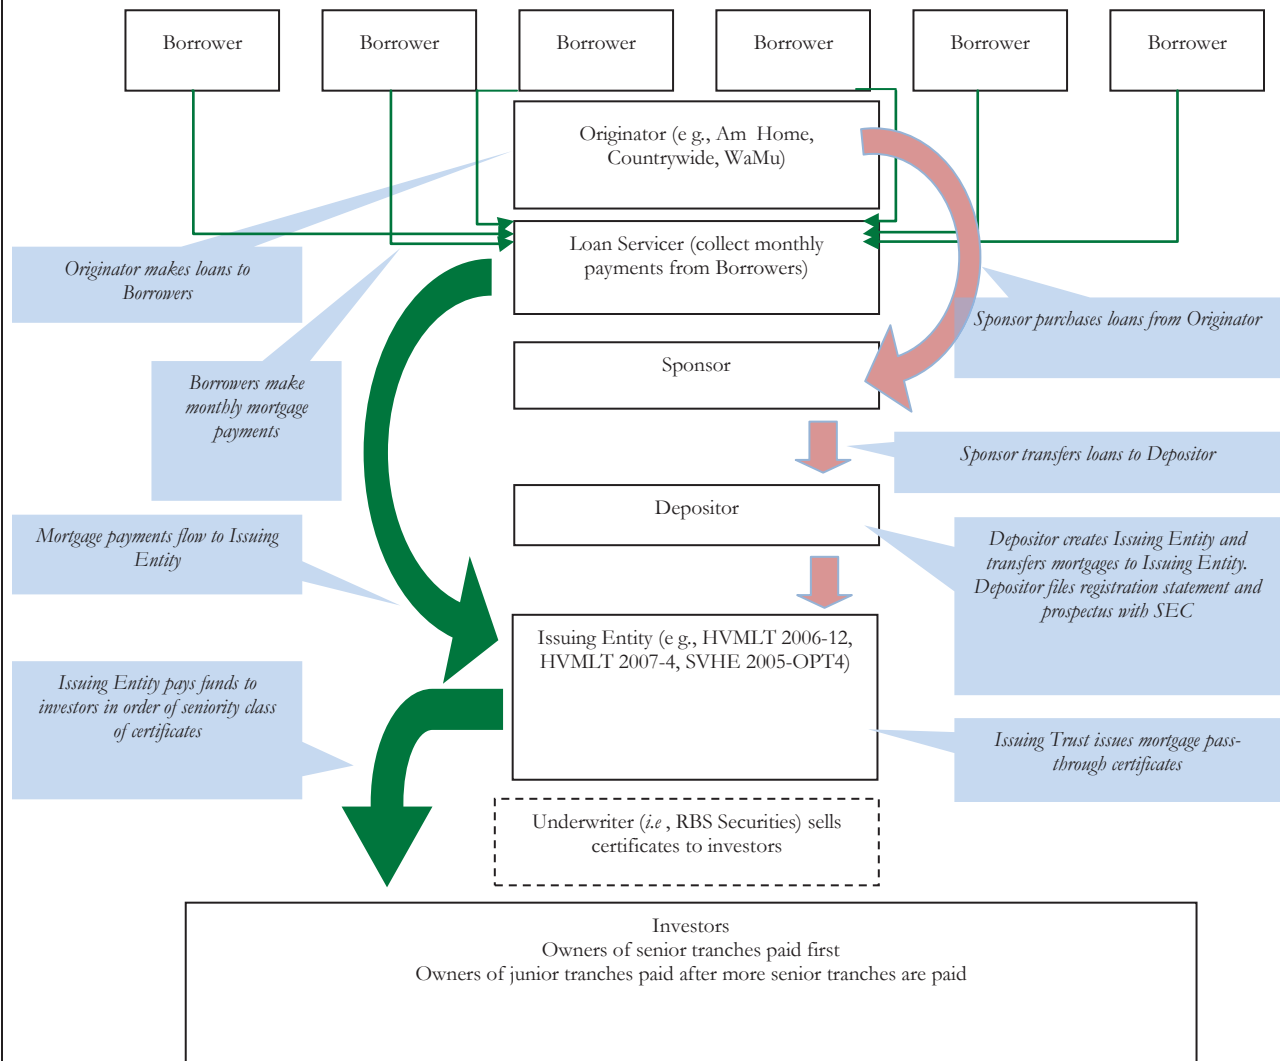 Borrower
Borrower
Borrower
Borrower
Borrower
Borrower
Originator (e g., Am Home,
Countrywide, WaMu)
Loan Servicer (collect monthly
payments from Borrowers)
Originator makes loans to
Borrowers
Sponsor purchases loans from Originator
Sponsor
Borrowers make
monthly mortgage
payments
Sponsor transfers loans to Depositor
Depositor
Mortgage payments flow to Issuing
Entity
Depositor creates Issuing Entity and
transfers mortgages to Issuing Entity.
Depositor files registration statement and
prospectus with SEC
Issuing Entity (e g., HVMLT 2006-12,
HVMLT 2007-4, SVHE 2005-OPT4)
Issuing Entity pays funds to
investors in order of seniority class
of certificates
Issuing Trust issues mortgage pass-
through certificates
Underwriter (i.e , RBS Securities) sells
certificates to investors
Investors
Owners of senior tranches paid first
Owners of junior tranches paid after more senior tranches are paid